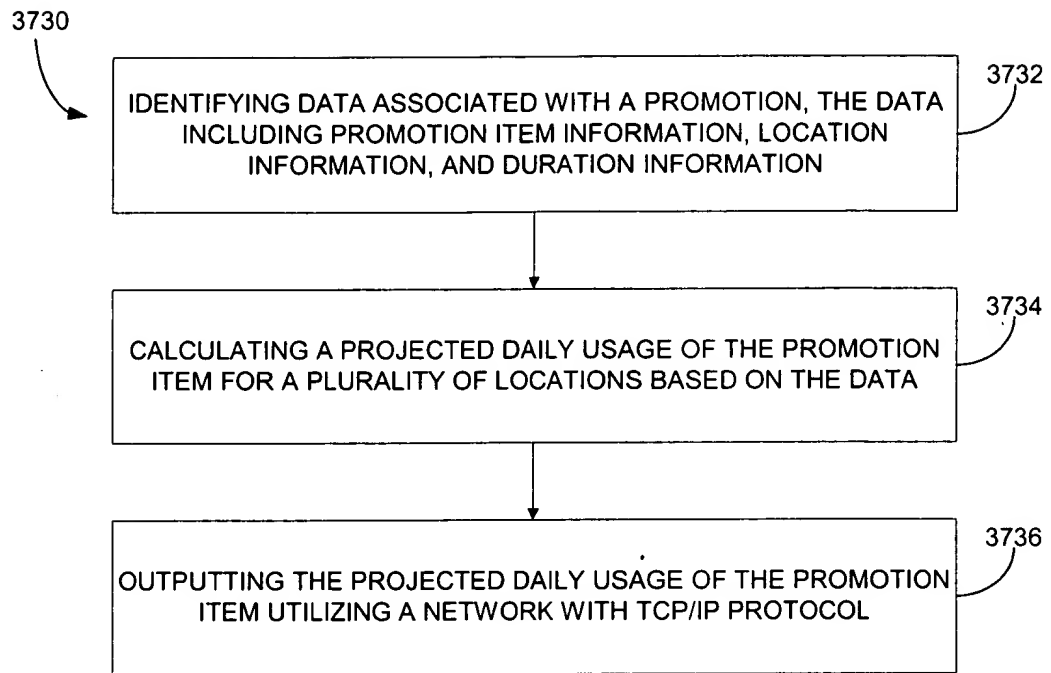 3730
3732
IDENTIFYING DATA ASSOCIATED WITH A PROMOTION, THE DATA
INCLUDING PROMOTION ITEM INFORMATION, LOCATION
INFORMATION, AND DURATION INFORMATION
3734
CALCULATING A PROJECTED DAILY USAGE OF THE PROMOTION
ITEM FOR A PLURALITY OF LOCATIONS BASED ON THE DATA
3736
OUTPUTTING THE PROJECTED DAILY USAGE OF THE PROMOTION
ITEM UTILIZING A NETWORK WITH TCP/IP PROTOCOL